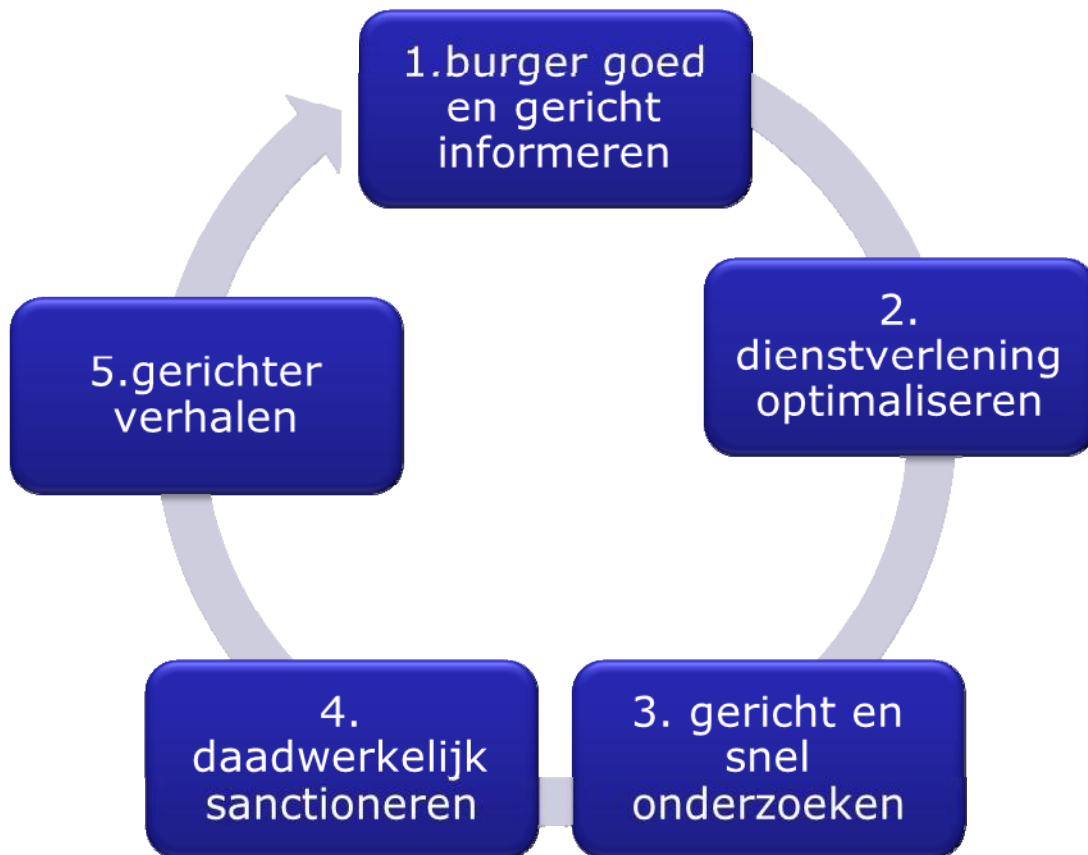 1.burger goed
en gericht
informeren
2.
dienstverlening
optimaliseren
3. gericht en
snel
onderzoeken
4.
daadwerkelijk
sanctioneren
5.gerichter
verhalen